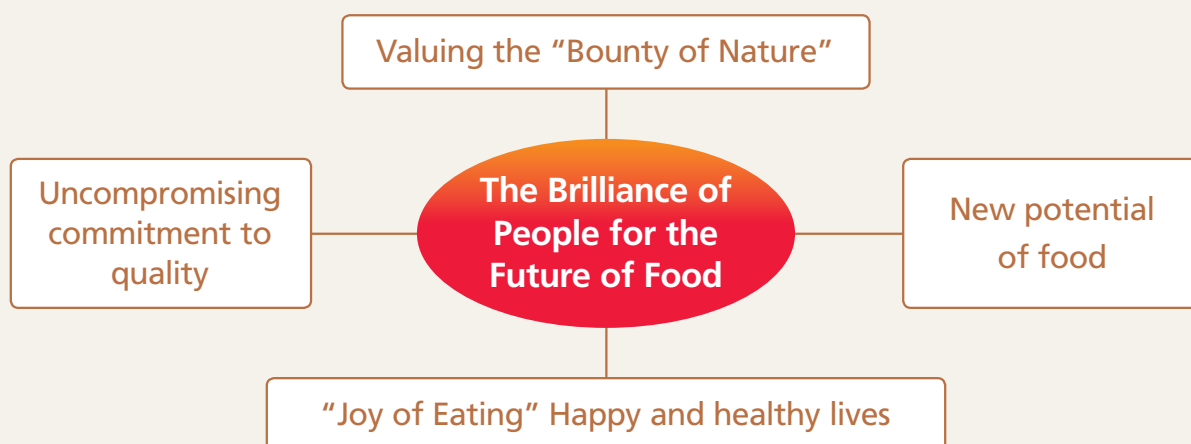 Valuing the “Bounty of Nature”
Uncompromising
commitment to
quality
The Brilliance of
People for the
Future of Food
New potential
of food
“Joy of Eating” Happy and healthy lives